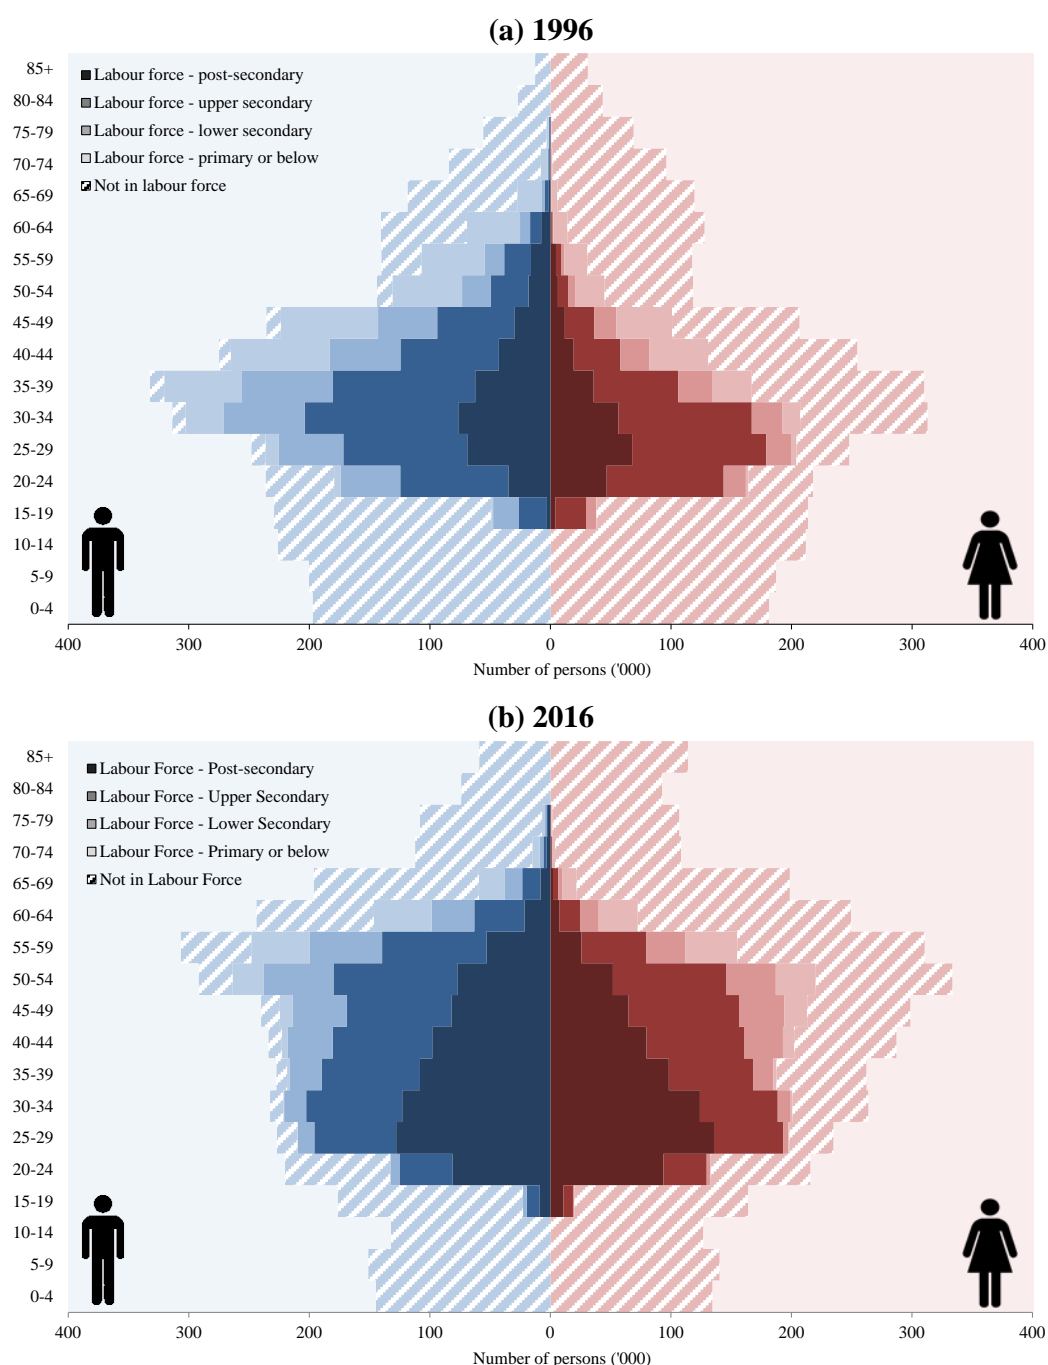 (a) 1996
85+
80-84
75-79
70-74
65-69
60-64
55-59
50-54
45-49
40-44
35-39
30-34
25-29
20-24
15-19
10-14
5-9
0-4
Labour force - post-secondary
Labour force - upper secondary
Labour force - lower secondary
Labour force - primary or below
Not in labour force
400 300 200 100 0 100 200 300 400
Number of persons ('000)
(b) 2016
85+
80-84
75-79
70-74
65-69
60-64
55-59
50-54
45-49
40-44
35-39
30-34
25-29
20-24
15-19
10-14
5-9
0-4
Labour Force - Post-secondary
Labour Force - Upper Secondary
Labour Force - Lower Secondary
Labour Force - Primary or below
Not in Labour Force
400 300 200 100 0 100 200 300 400
Number of persons ('000)